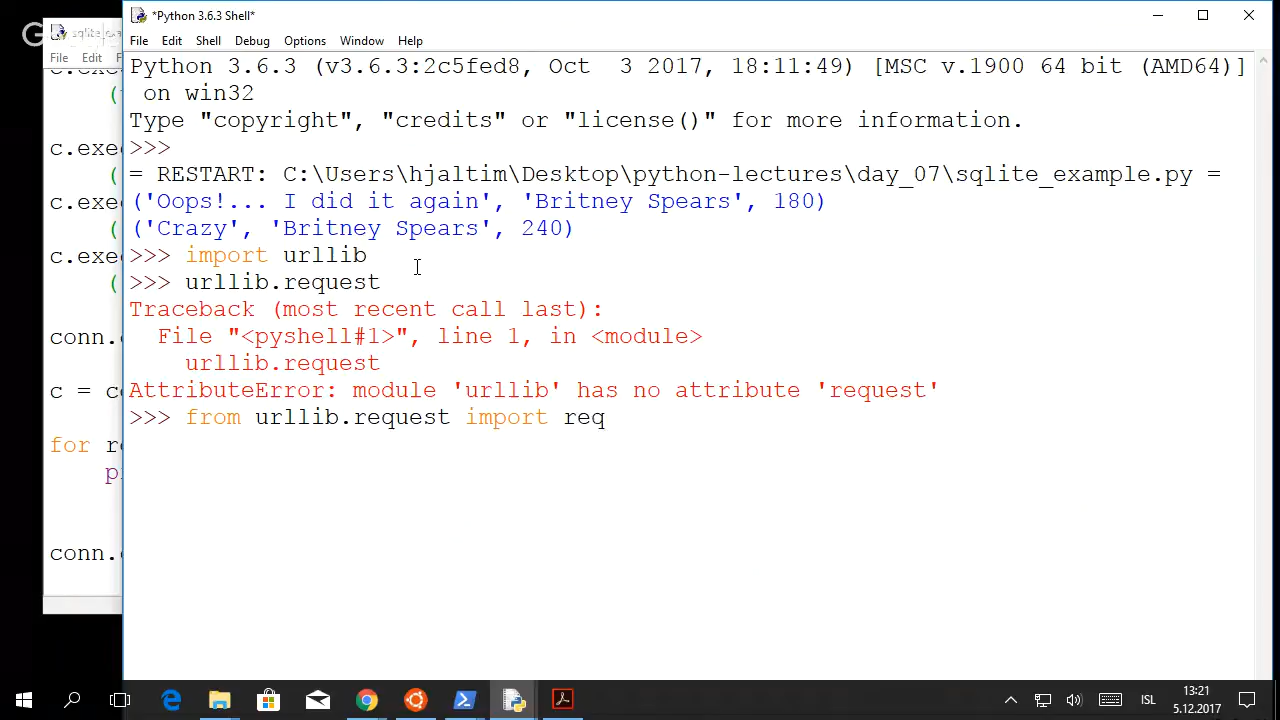 *Python 3.6.3 Shell*
File Edit Shell Debug Options Window Help
File Edit
Python 3.6.3 (v3.6.3:2c5fed8, Oct  3 2017, 18:11:49) [MSC v.1900 64 bit (AMD64)]
on win32
Type "copyright", "credits" or "license()" for more information.
>>>
= RESTART: C:\Users\hjaltim\Desktop\python-lectures\day_07\sqlite_example.py =
('Oops!... I did it again', 'Britney Spears', 180)
('Crazy', 'Britney Spears', 240)
>>> import urllib
>>> urllib.request
Traceback (most recent call last):
File "<pyshell#1>", line 1, in <module>
urllib.request
AttributeError: module 'urllib' has no attribute 'request'
>>> from urllib.request import req
c.exe
(
c.exe
(
c.exe
(
c.exe
(
conn.
c = c
for r
p
conn.
ISL
13:21
5.12.2017